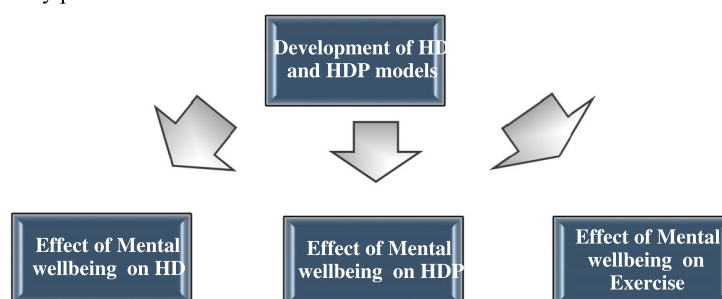 Development of HD
and HDP models
Effect of Mental
wellbeing on HD
Effect of Mental
wellbeing on HDP
Effect of Mental
wellbeing on
Exercise